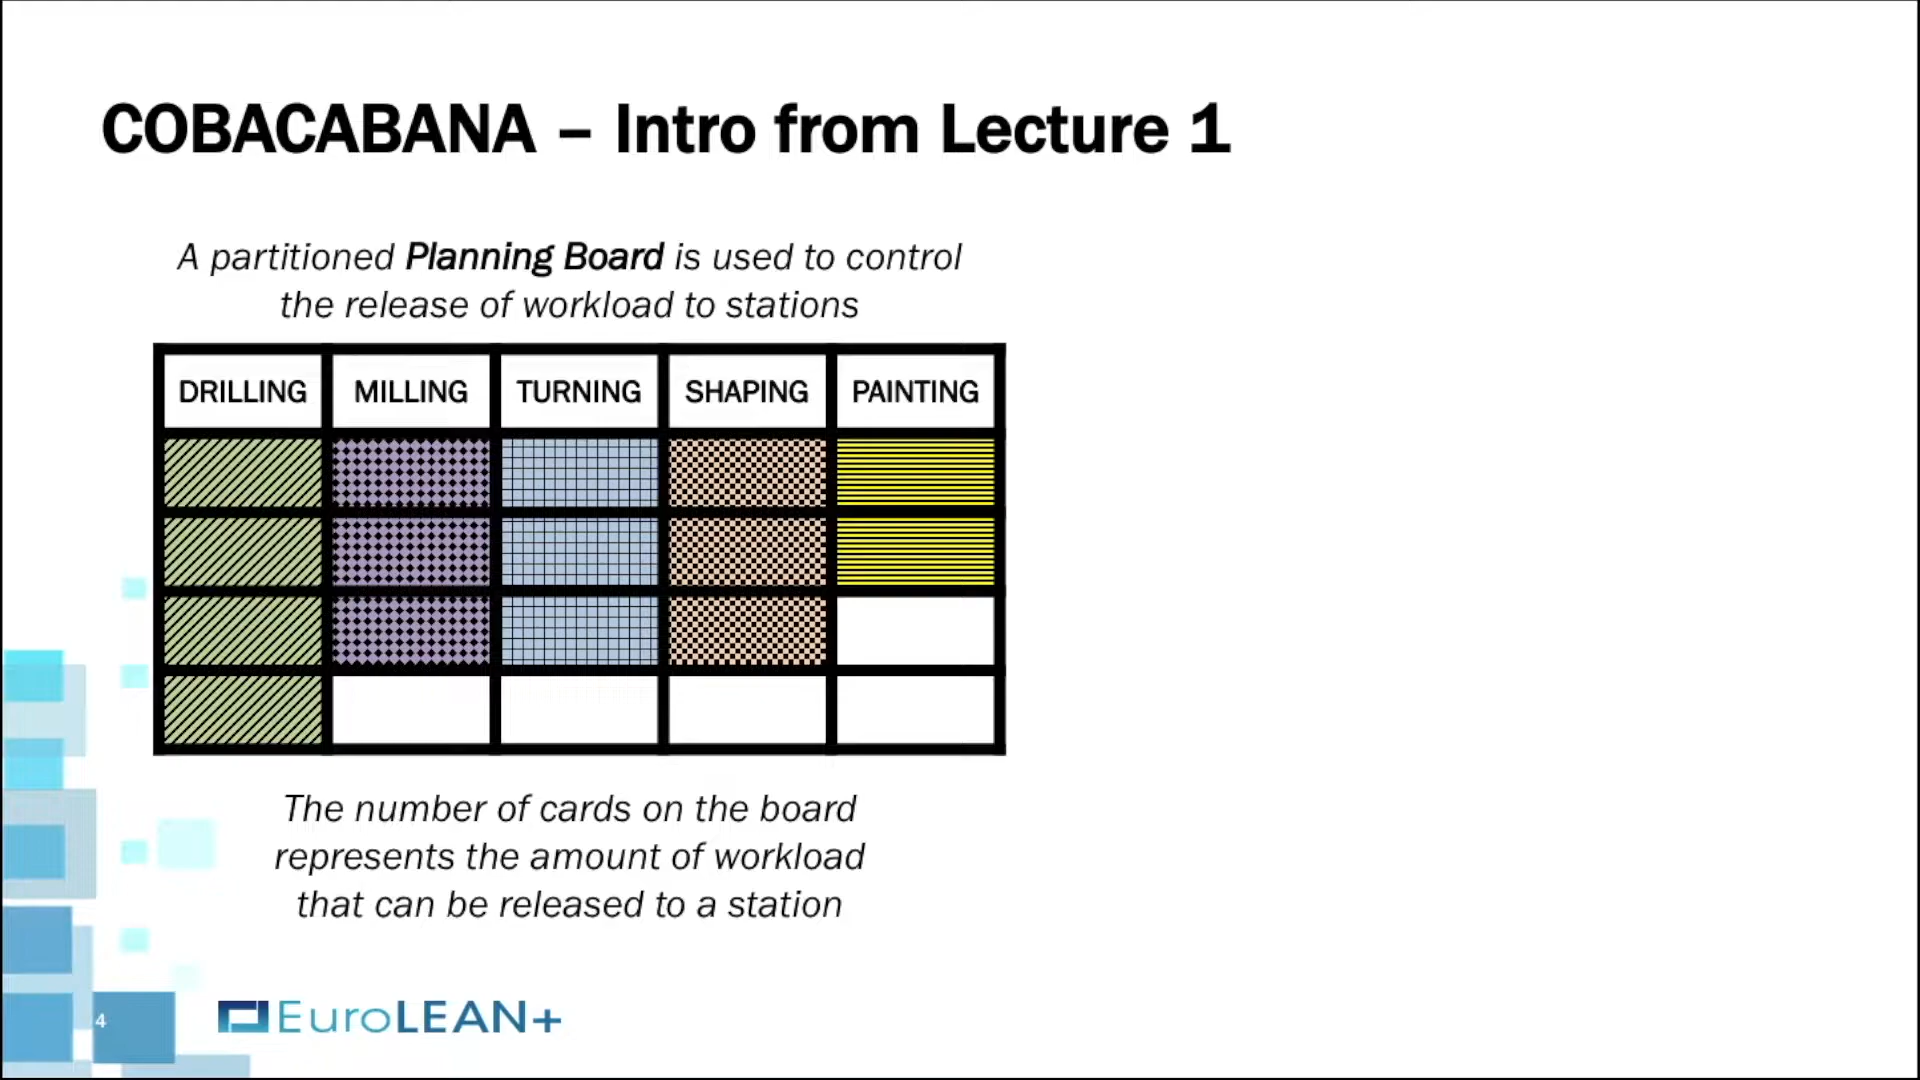 COBACABANA – Intro from Lecture 1
A partitioned Planning Board is used to control
the release of workload to stations
DRILLING MILLING TURNING SHAPING PAINTING
The number of cards on the board
represents the amount of workload
that can be released to a station
4
EuroLEAN+